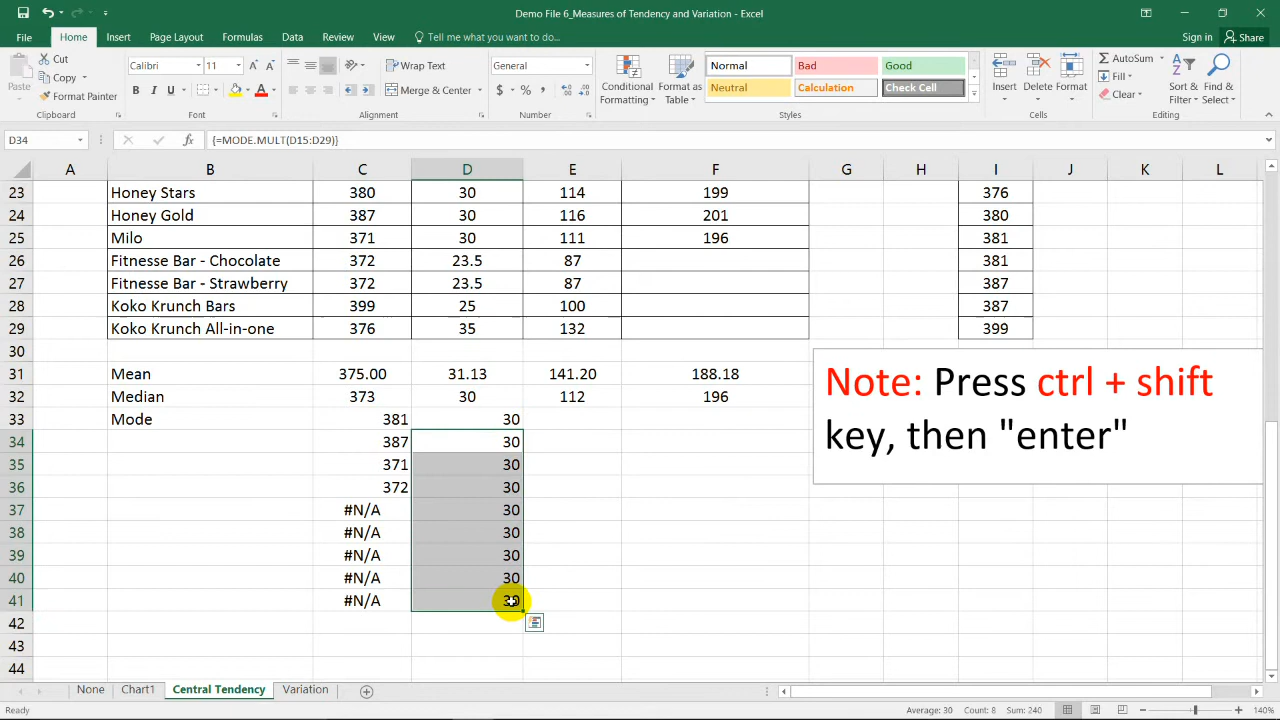 Demo File 6_Measures of Tendency and Variation - Excel
File Home Insert Page Layout Formulas Data Review View Tell me what you want to do... Sign in Share
Cut
Copy
Format Painter
Paste
Clipboard
Calibri 11
B I U
Font
Wrap Text
Merge & Center
Alignment
General
$ % ,
Number
Conditional Formatting
Format as Table
Normal Bad Good
Neutral Calculation Check Cell
Styles
Insert Delete Format
Cells
AutoSum
Fill
Clear
Sort & Filter
Find & Select
Editing
D34 fx {=MODE.MULT(D15:D29)}
A B C D E F G H I J K L
23 Honey Stars 380 30 114 199 376
24 Honey Gold 387 30 116 201 380
25 Milo 371 30 111 196 381
26 Fitnesse Bar - Chocolate 372 23.5 87 381
27 Fitnesse Bar - Strawberry 372 23.5 87 387
28 Koko Krunch Bars 399 25 100 387
29 Koko Krunch All-in-one 376 35 132 399
30
31 Mean 375.00 31.13 141.20 188.18
32 Median 373 30 112 196
33 Mode 381 30
34 387 30
35 371 30
36 372 30
37 #N/A 30
38 #N/A 30
39 #N/A 30
40 #N/A 30
41 #N/A 30
42
43
44
Note: Press ctrl + shift
key, then "enter"
None Chart1 Central Tendency Variation
Ready Average: 30 Count: 8 Sum: 240 140%